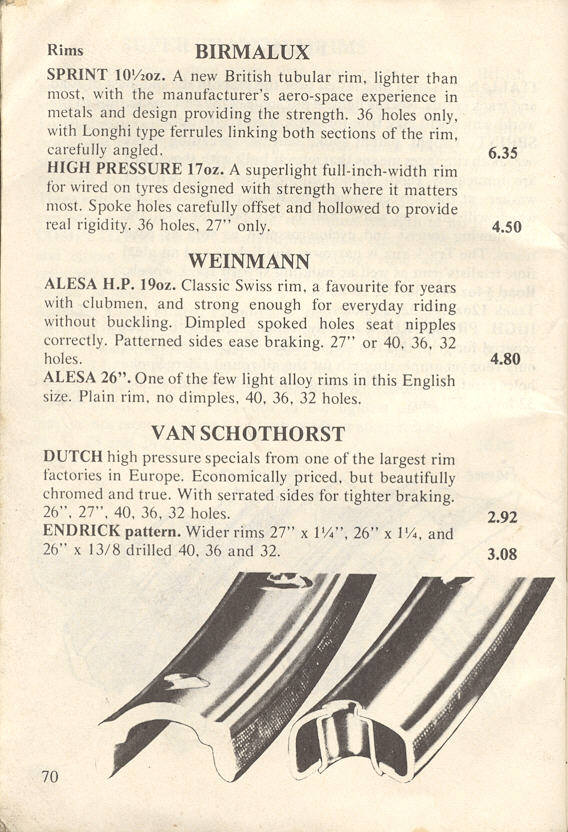 Rims
BIRMALUX
SPRINT 10½oz. A new British tubular rim, lighter than
most, with the manufacturer's aero-space experience in
metals and design providing the strength. 36 holes only,
with Longhi type ferrules linking both sections of the rim,
carefully angled. 6.35
HIGH PRESSURE 17oz. A superlight full-inch-width rim
for wired on tyres designed with strength where it matters
most. Spoke holes carefully offset and hollowed to provide
real rigidity. 36 holes, 27'' only. 4.50
WEINMANN
ALESA H.P. 19oz. Classic Swiss rim, a favourite for years
with clubmen, and strong enough for everyday riding
without buckling. Dimpled spoked holes seat nipples
correctly. Patterned sides ease braking. 27'' or 40, 36, 32
holes. 4.80
ALESA 26''. One of the few light alloy rims in this English
size. Plain rim, no dimples, 40, 36, 32 holes.
VAN SCHOTHORST
DUTCH high pressure specials from one of the largest rim
factories in Europe. Economically priced, but beautifully
chromed and true. With serrated sides for tighter braking.
26'', 27'', 40, 36, 32 holes. 2.92
ENDRICK pattern. Wider rims 27'' x 1¼'', 26'' x 1¼, and
26'' x 13/8 drilled 40, 36 and 32. 3.08
70